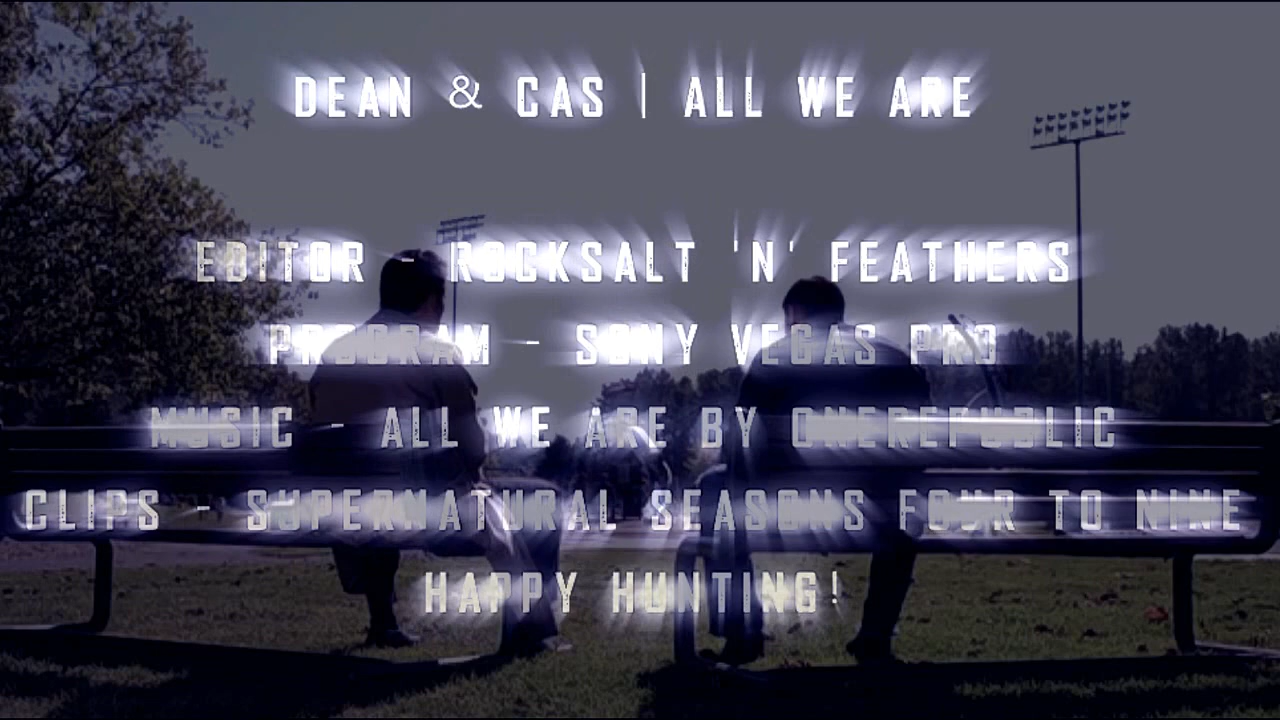 DEAN & CAS | ALL WE ARE
EDITOR - ROCKSALT 'N' FEATHERS
PROGRAM - SONY VEGAS PRO
MUSIC - ALL WE ARE BY ONEREPUBLIC
CLIPS - SUPERNATURAL SEASONS FOUR TO NINE
HAPPY HUNTING!